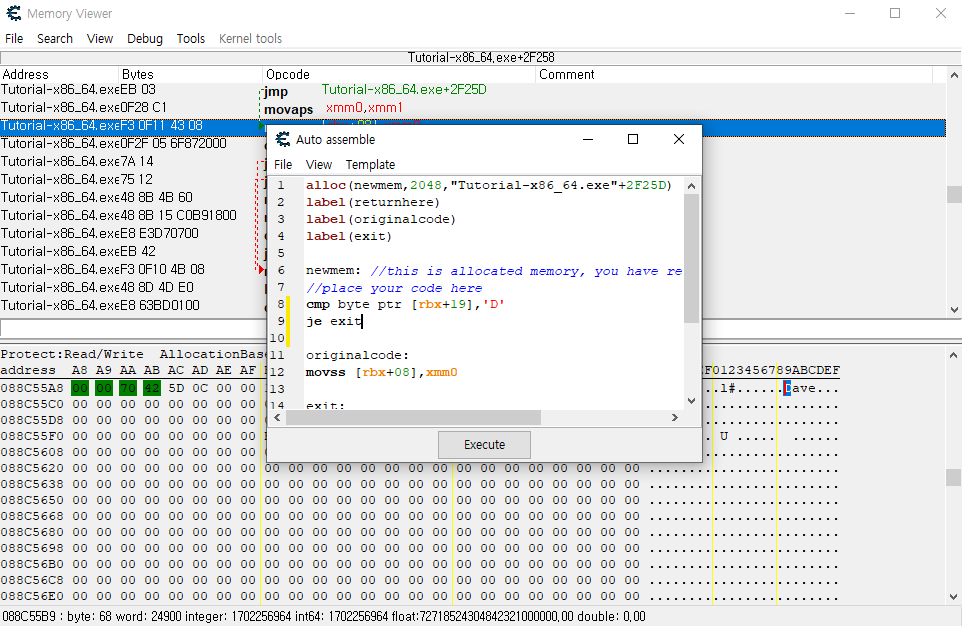 Memory Viewer
File Search View Debug Tools Kernel tools
Tutorial-x86_64.exe+2F258
Address Bytes Opcode Comment
Tutorial-x86_64.exe EB 03 jmp Tutorial-x86_64.exe+2F25D
Tutorial-x86_64.exe 0F28 C1 movaps xmm0,xmm1
Tutorial-x86_64.exe F3 0F11 43 08
Tutorial-x86_64.exe 0F2F 05 6F872000
Tutorial-x86_64.exe 7A 14
Tutorial-x86_64.exe 75 12
Tutorial-x86_64.exe 48 8B 4B 60
Tutorial-x86_64.exe 48 8B 15 C0B91800
Tutorial-x86_64.exe E8 E3D70700
Tutorial-x86_64.exe EB 42
Tutorial-x86_64.exe F3 0F10 4B 08
Tutorial-x86_64.exe 48 8D 4D E0
Tutorial-x86_64.exe E8 63BD0100
Auto assemble
File View Template
1 alloc(newmem,2048,"Tutorial-x86_64.exe"+2F25D)
2 label(returnhere)
3 label(originalcode)
4 label(exit)
5
6 newmem: //this is allocated memory, you have re
7 //place your code here
8 cmp byte ptr [rbx+19],'D'
9 je exit
10
11 originalcode:
12 movss [rbx+08],xmm0
13
14 exit:
Execute
Protect:Read/Write AllocationBas
address A8 A9 AA AB AC AD AE AF F0123456789ABCDEF
088C55A8 00 00 70 42 5D 0C 00 00 ..l#......Dave...
088C55C0 00 00 00 00 00 00 00 00
088C55D8 00 00 00 00 00 00 00 00
088C55F0 00 00 00 00 00 00 00 00 U
088C5608 00 00 00 00 00 00 00 00
088C5620 00 00 00 00 00 00 00 00 00 00 00 00 00 00 00 00 00 00 00 00 00 00 00 00 ........................
088C5638 00 00 00 00 00 00 00 00 00 00 00 00 00 00 00 00 00 00 00 00 00 00 00 00 ........................
088C5650 00 00 00 00 00 00 00 00 00 00 00 00 00 00 00 00 00 00 00 00 00 00 00 00 ........................
088C5668 00 00 00 00 00 00 00 00 00 00 00 00 00 00 00 00 00 00 00 00 00 00 00 00 ........................
088C5680 00 00 00 00 00 00 00 00 00 00 00 00 00 00 00 00 00 00 00 00 00 00 00 00 ........................
088C5698 00 00 00 00 00 00 00 00 00 00 00 00 00 00 00 00 00 00 00 00 00 00 00 00 ........................
088C56B0 00 00 00 00 00 00 00 00 00 00 00 00 00 00 00 00 00 00 00 00 00 00 00 00 ........................
088C56C8 00 00 00 00 00 00 00 00 00 00 00 00 00 00 00 00 00 00 00 00 00 00 00 00 ........................
088C56E0 00 00 00 00 00 00 00 00 00 00 00 00 00 00 00 00 00 00 00 00 00 00 00 00 ........................
088C55B9 : byte: 68 word: 24900 integer: 1702256964 int64: 1702256964 float:72718524304842321000000,00 double: 0,00